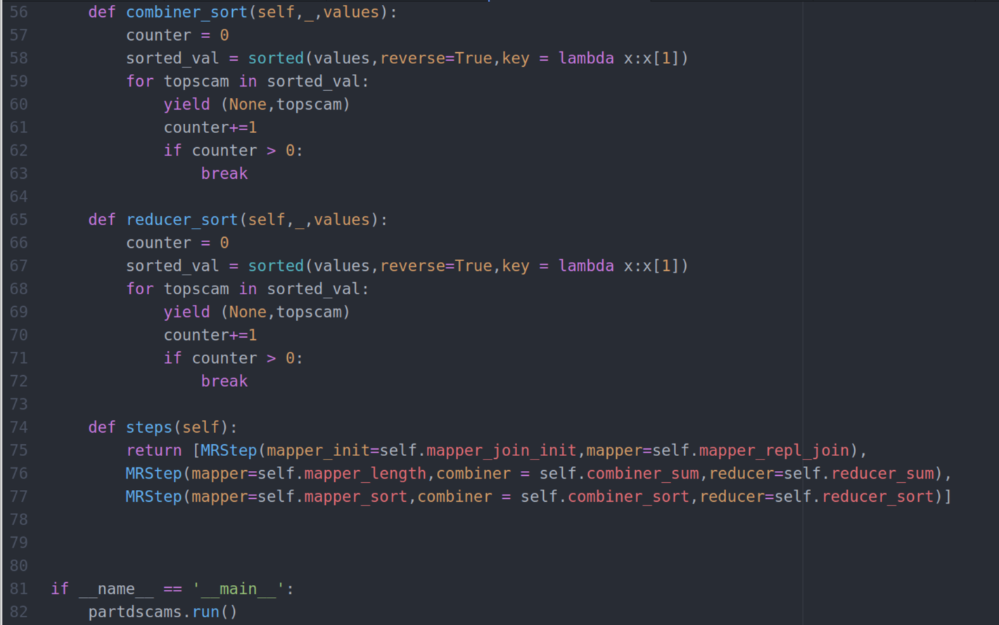 56 def combiner_sort(self,_,values):
57 counter = 0
58 sorted_val = sorted(values,reverse=True,key = lambda x:x[1])
59 for topscam in sorted_val:
60 yield (None,topscam)
61 counter+=1
62 if counter > 0:
63 break
64
65 def reducer_sort(self,_,values):
66 counter = 0
67 sorted_val = sorted(values,reverse=True,key = lambda x:x[1])
68 for topscam in sorted_val:
69 yield (None,topscam)
70 counter+=1
71 if counter > 0:
72 break
73
74 def steps(self):
75 return [MRStep(mapper_init=self.mapper_join_init,mapper=self.mapper_repl_join),
76 MRStep(mapper=self.mapper_length,combiner = self.combiner_sum,reducer=self.reducer_sum),
77 MRStep(mapper=self.mapper_sort,combiner = self.combiner_sort,reducer=self.reducer_sort)]
78
79
80
81 if __name__ == '__main__':
82 partdscams.run()